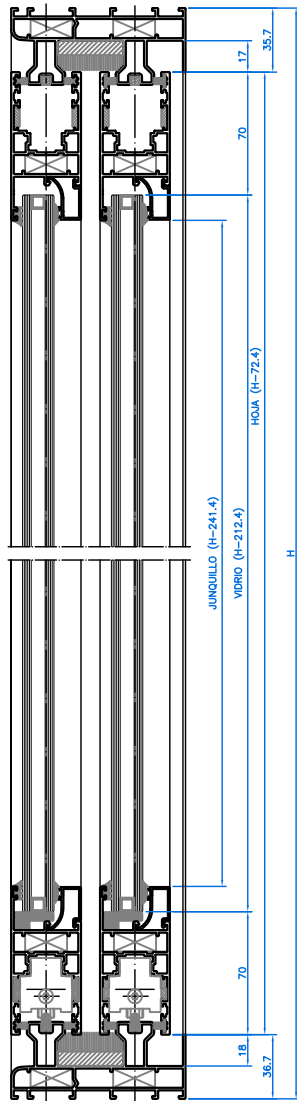 35.7
17
70
HOJA (H-72.4)
JUNQUILLO (H-241.4)
VIDRIO (H-212.4)
H
70
18
36.7